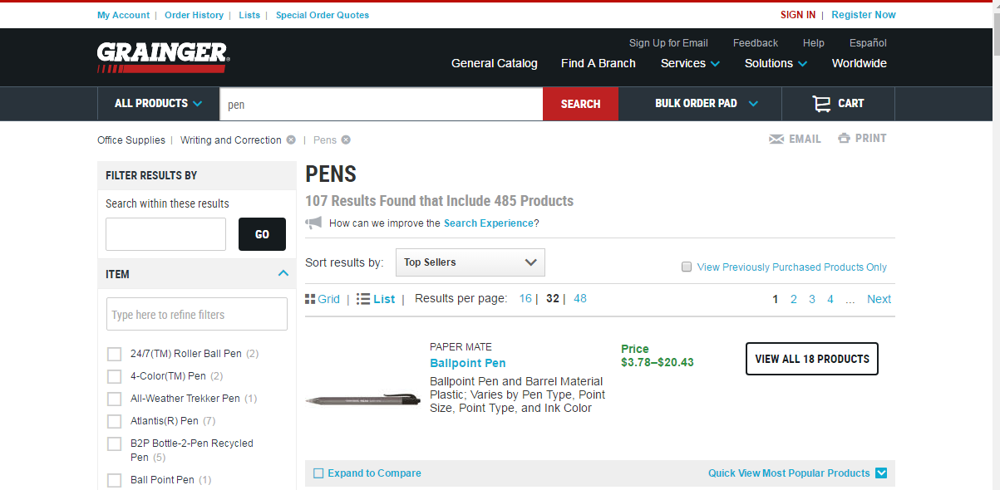 My Account | Order History | Lists | Special Order Quotes
SIGN IN | Register Now
GRAINGER®
Sign Up for Email Feedback Help Español
General Catalog Find A Branch Services Solutions Worldwide
ALL PRODUCTS pen SEARCH BULK ORDER PAD CART
Office Supplies | Writing and Correction | Pens
EMAIL PRINT
FILTER RESULTS BY
Search within these results
GO
ITEM
Type here to refine filters
24/7(TM) Roller Ball Pen (2)
4-Color(TM) Pen (2)
All-Weather Trekker Pen (1)
Atlantis(R) Pen (7)
B2P Bottle-2-Pen Recycled
Pen (5)
Ball Point Pen (1)
PENS
107 Results Found that Include 485 Products
How can we improve the Search Experience?
Sort results by: Top Sellers
View Previously Purchased Products Only
Grid | List | Results per page: 16 | 32 | 48
1 2 3 4 ... Next
PAPER MATE
Ballpoint Pen
Ballpoint Pen and Barrel Material
Plastic; Varies by Pen Type, Point
Size, Point Type, and Ink Color
Price
$3.78–$20.43
VIEW ALL 18 PRODUCTS
Expand to Compare
Quick View Most Popular Products